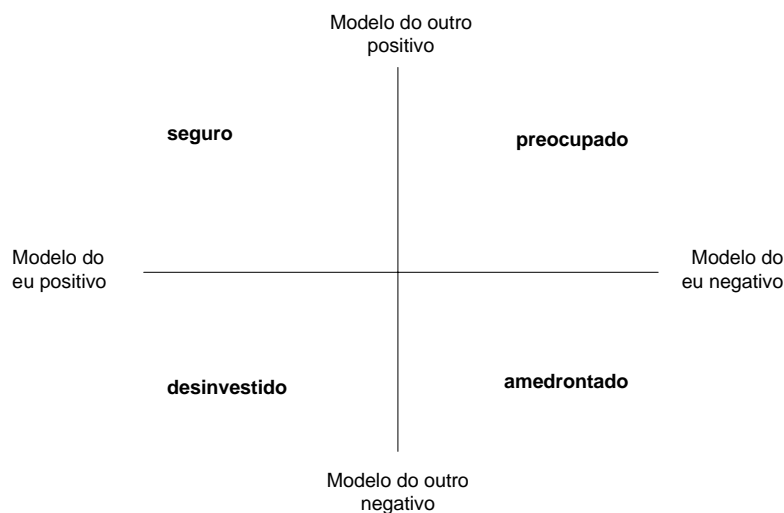 Modelo do outro
positivo
seguro
preocupado
Modelo do
eu positivo
Modelo do
eu negativo
desinvestido
amedrontado
Modelo do outro
negativo